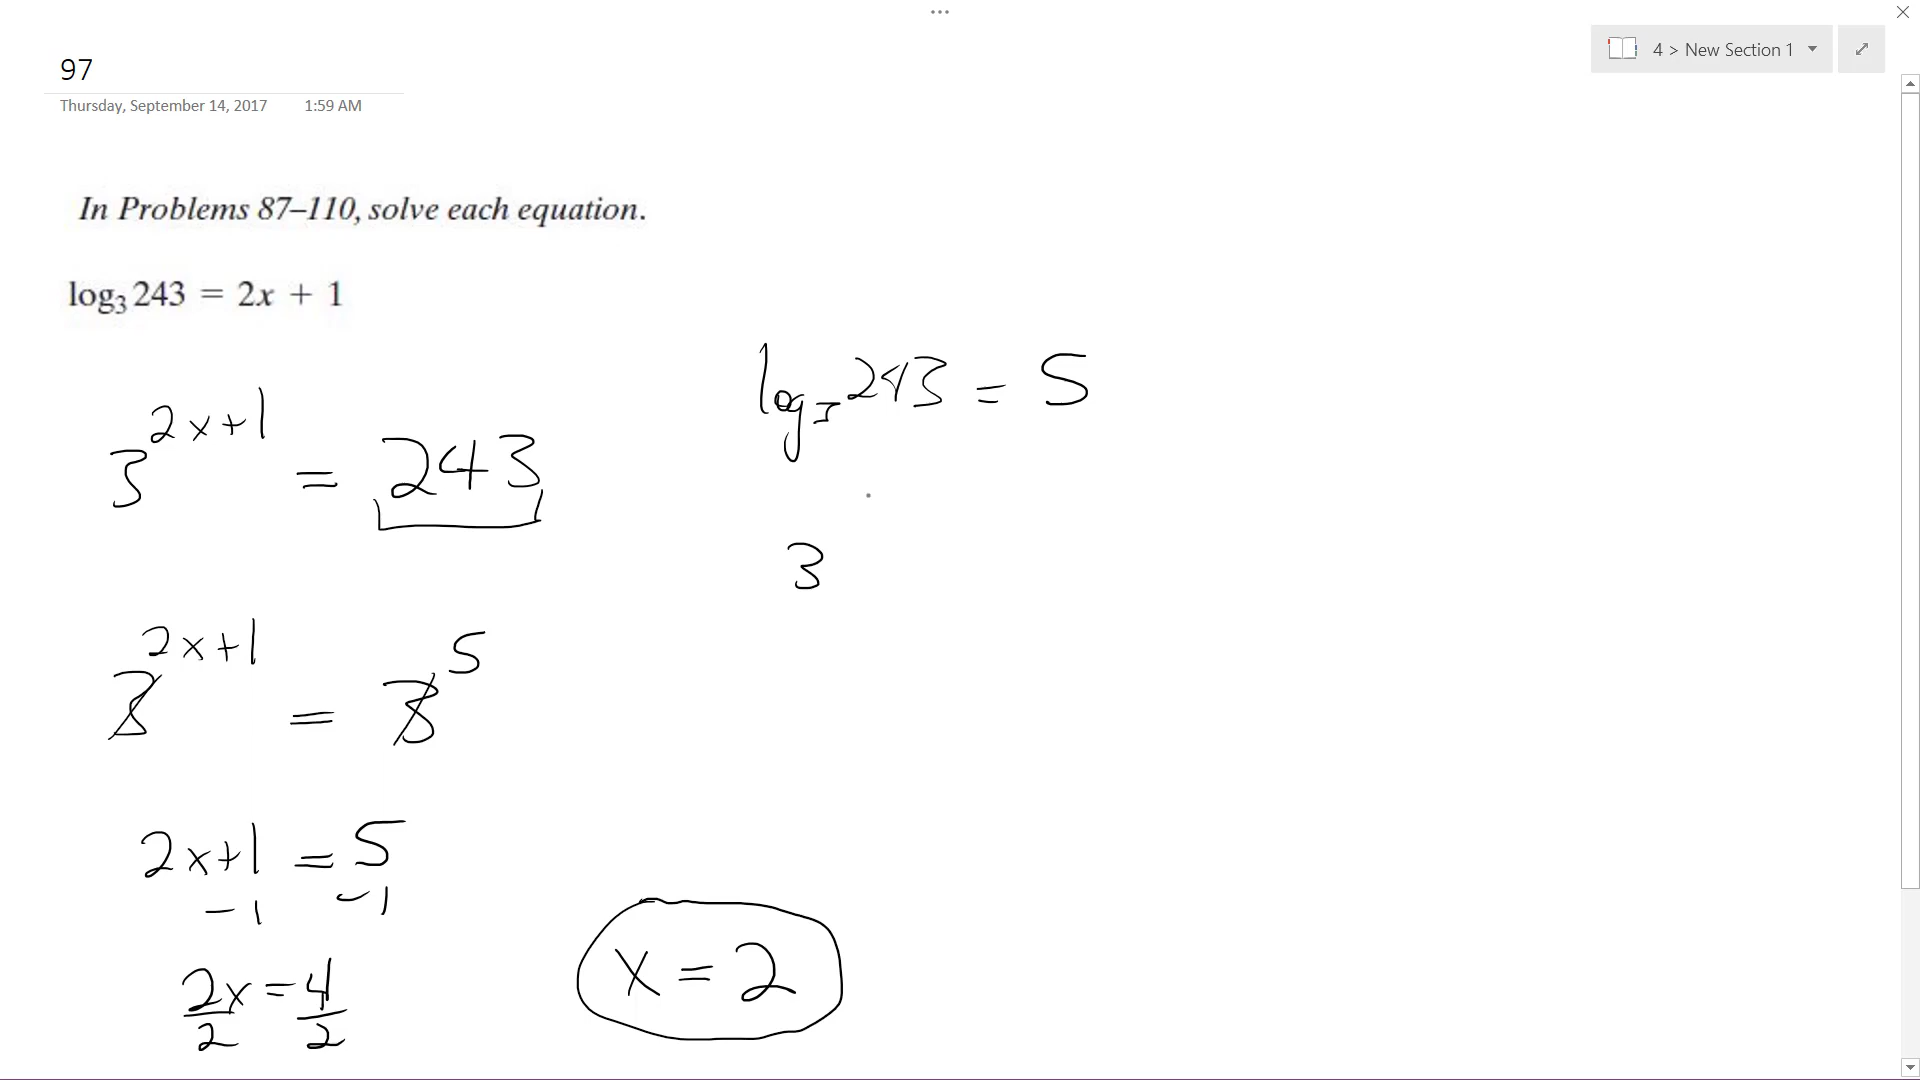 4 > New Section 1
97
Thursday, September 14, 2017 1:59 AM
In Problems 87–110, solve each equation.
log₃ 243 = 2x + 1
3^2x+1 = 243
3^2x+1 = 3^5
2x+1 = 5
-1 -1
2x = 4
2 2
x = 2
log₃ 243 = 5
3